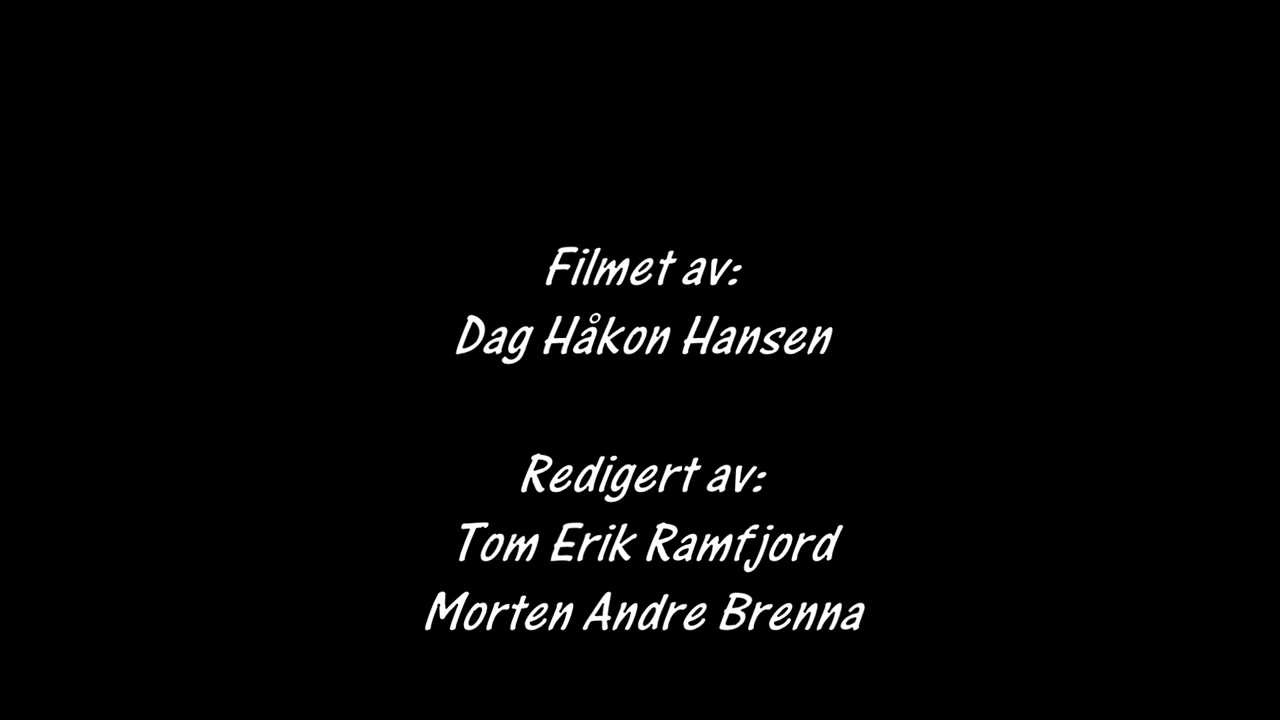 Filmet av:
Dag Håkon Hansen
Redigert av:
Tom Erik Ramfjord
Morten Andre Brenna